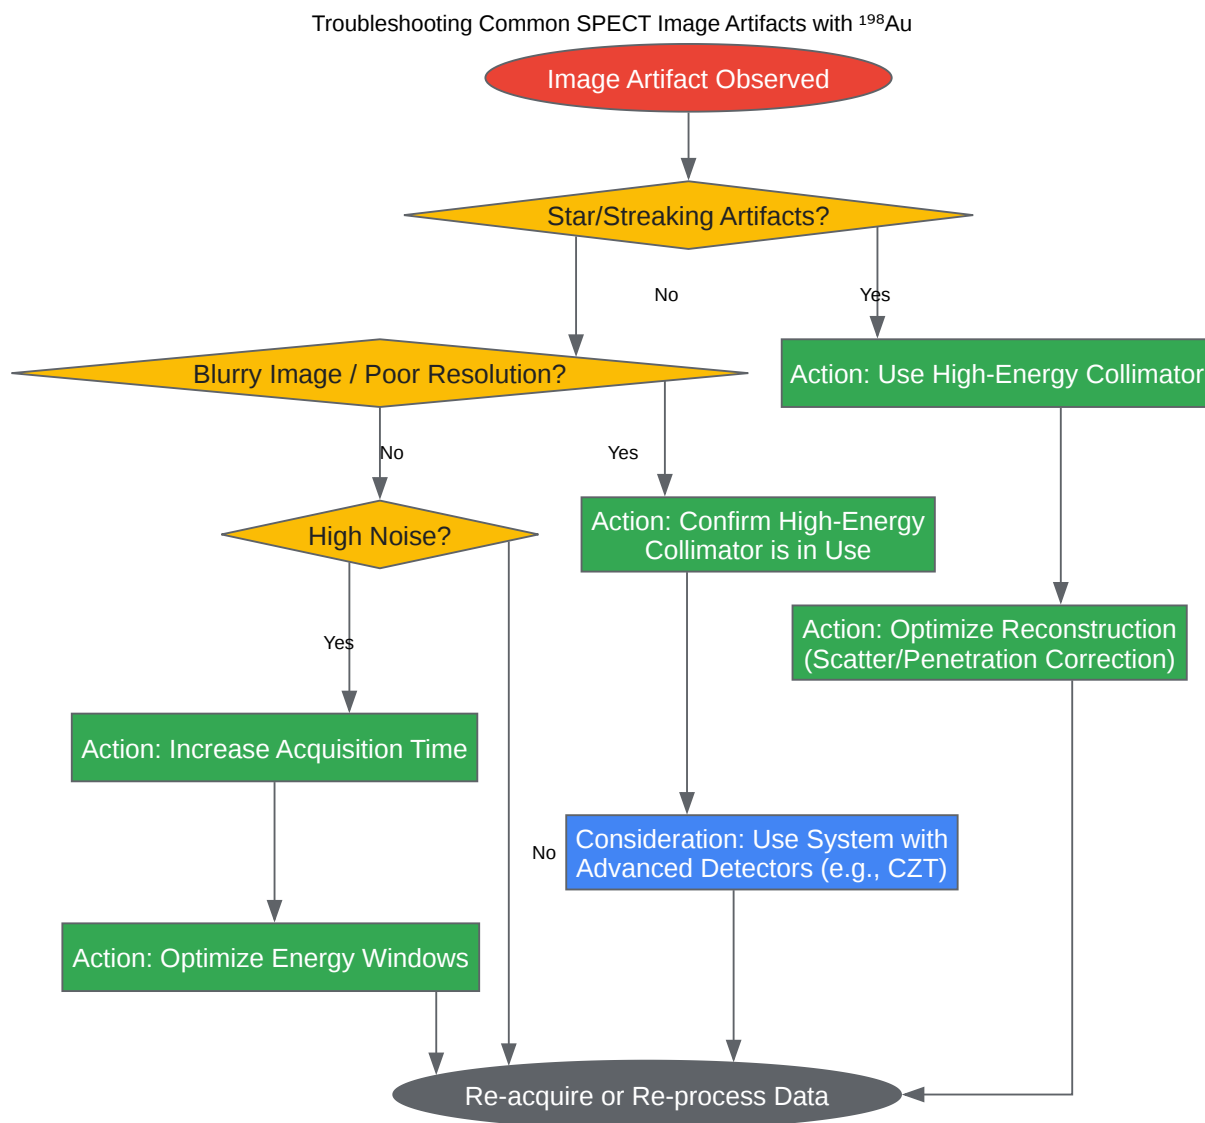 Troubleshooting Common SPECT Image Artifacts with ¹⁹⁸Au
Image Artifact Observed
Star/Streaking Artifacts?
No
Yes
Blurry Image / Poor Resolution?
Action: Use High-Energy Collimator
No
Yes
Action: Confirm High-Energy
Collimator is in Use
High Noise?
Action: Optimize Reconstruction
(Scatter/Penetration Correction)
Yes
Action: Increase Acquisition Time
No
Consideration: Use System with
Advanced Detectors (e.g., CZT)
Action: Optimize Energy Windows
Re-acquire or Re-process Data